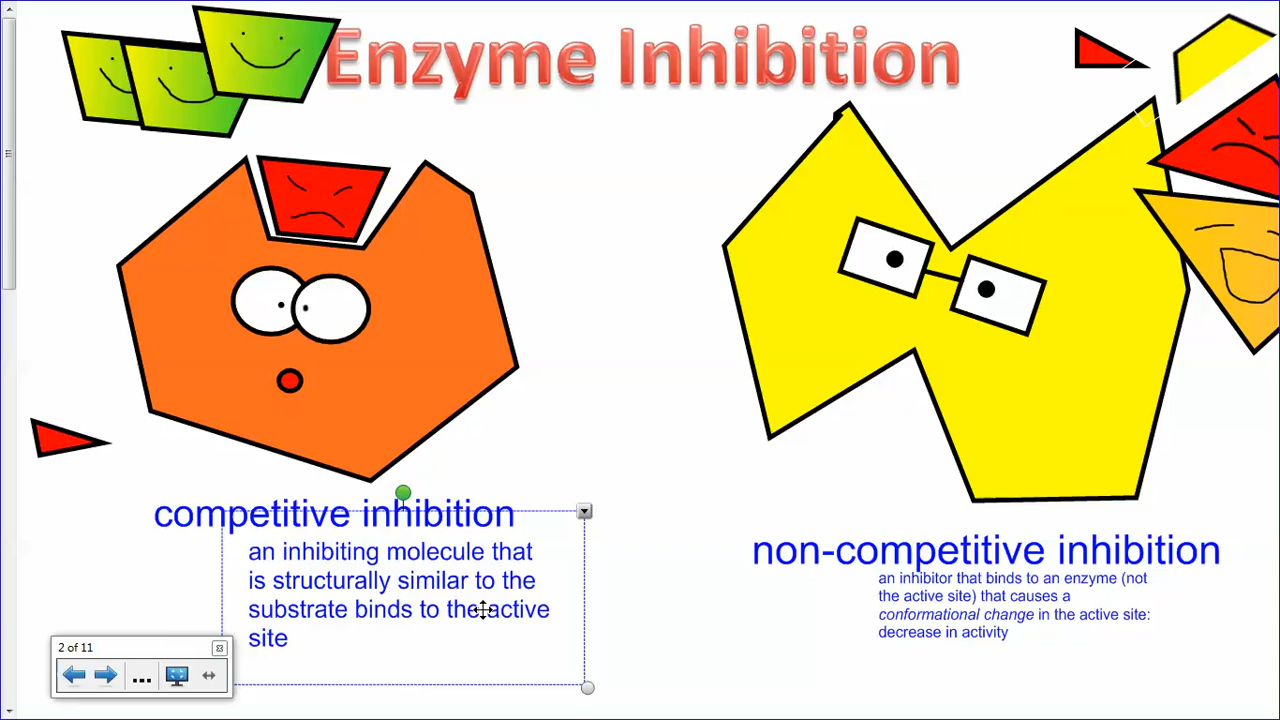 Enzyme Inhibition
competitive inhibition
an inhibiting molecule that
is structurally similar to the
substrate binds to the active
site
non-competitive inhibition
an inhibitor that binds to an enzyme (not
the active site) that causes a
conformational change in the active site:
decrease in activity
2 of 11
...